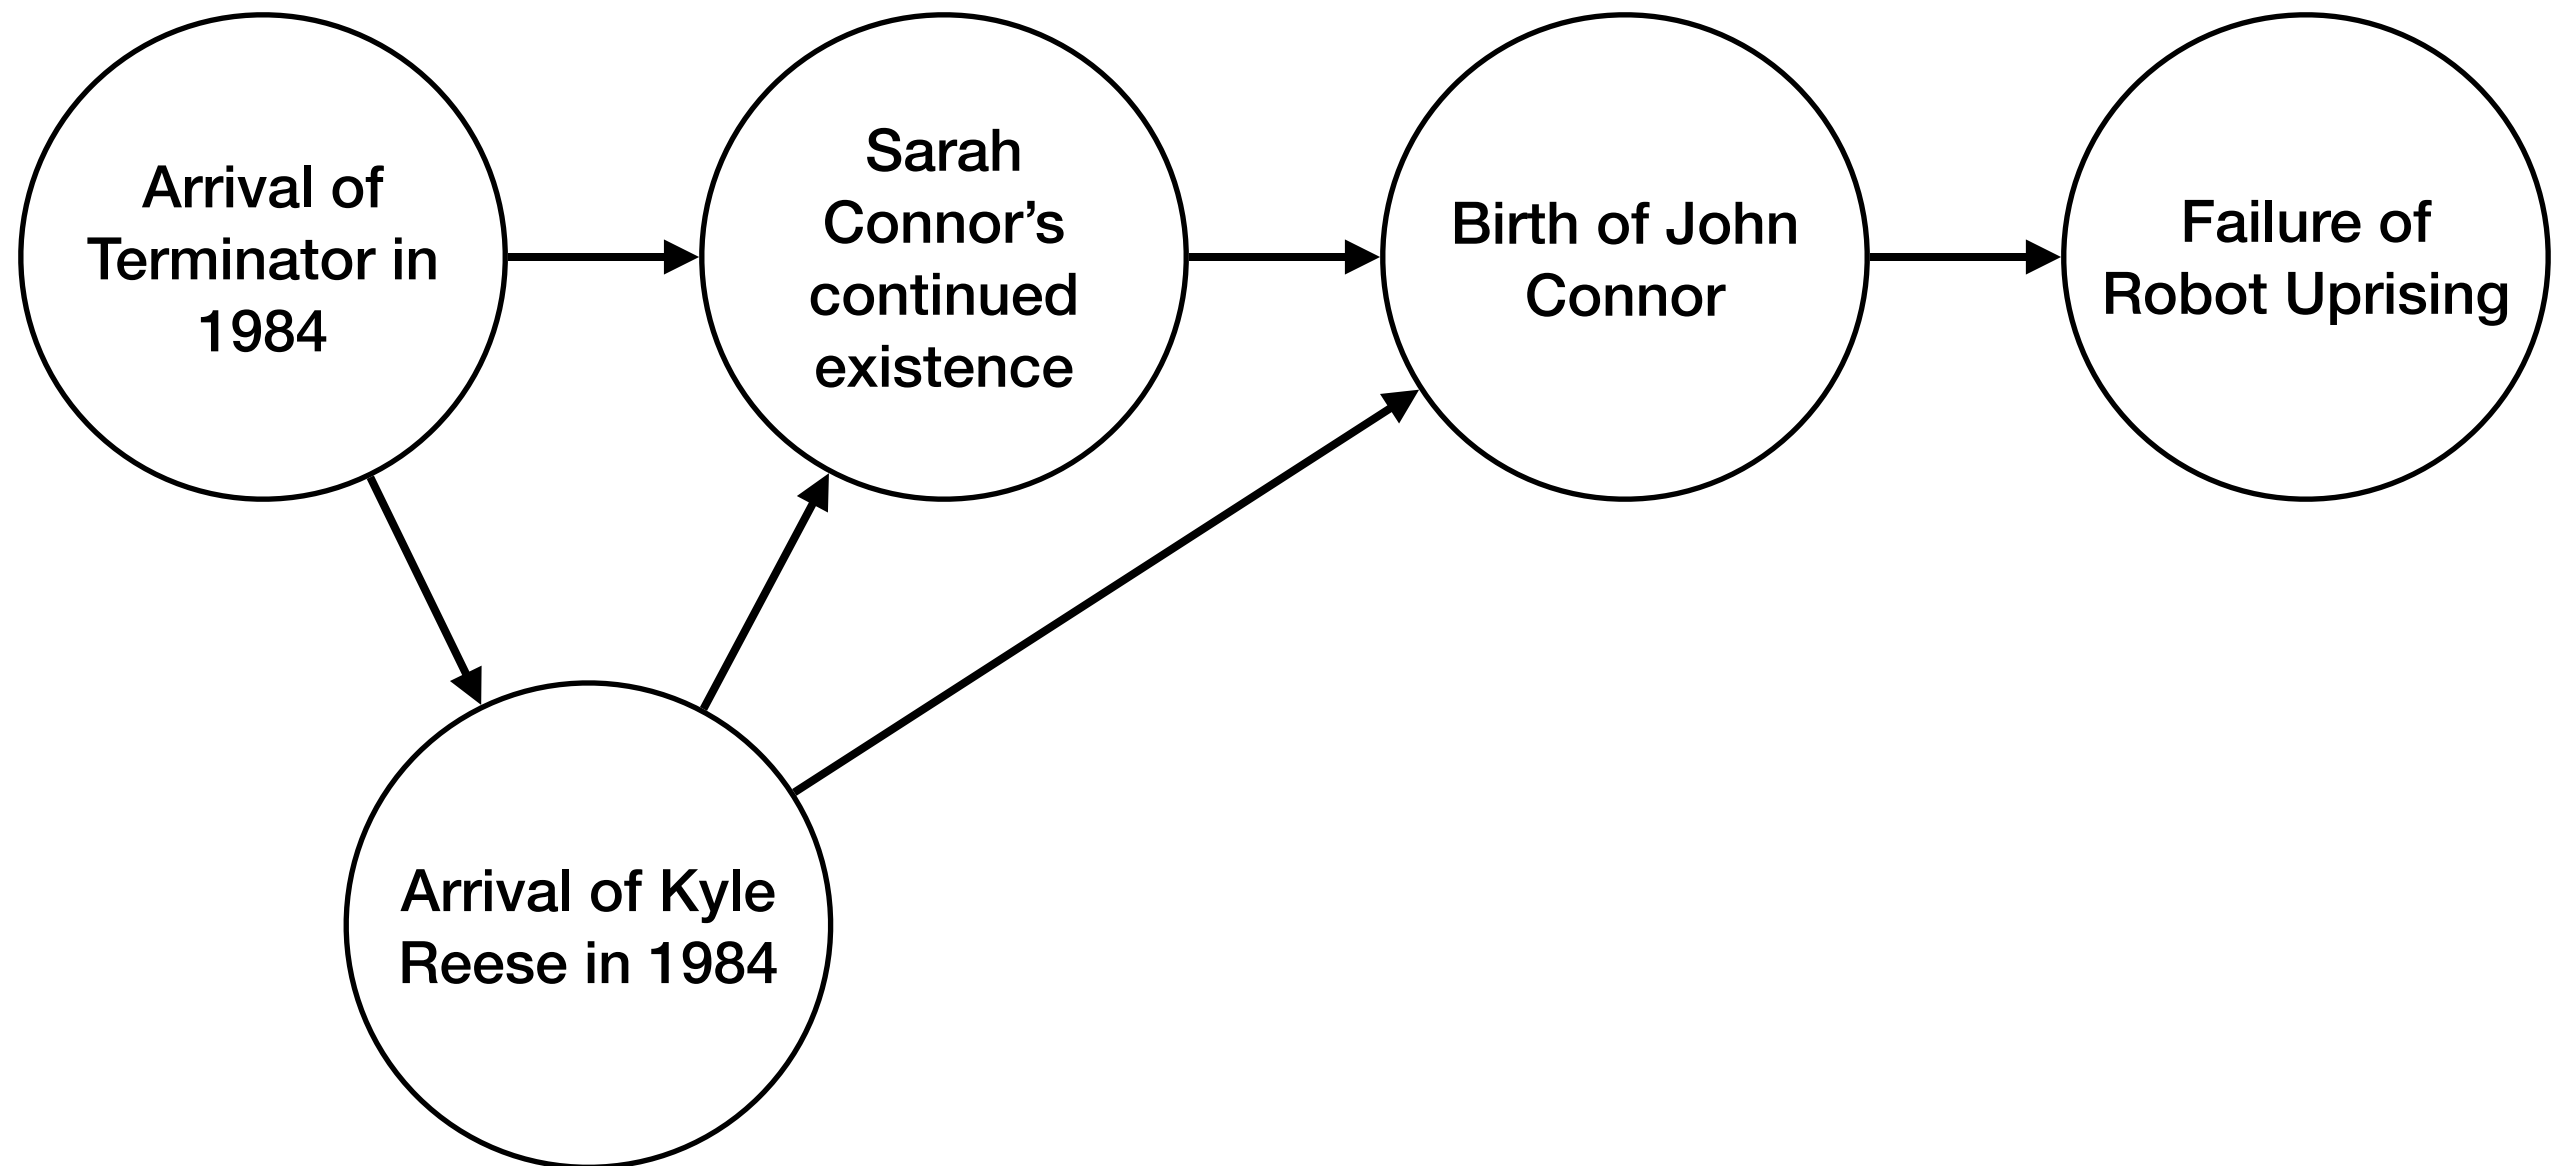 Arrival of
Terminator in
1984
Sarah
Connor’s
continued
existence
Birth of John
Connor
Failure of
Robot Uprising
Arrival of Kyle
Reese in 1984